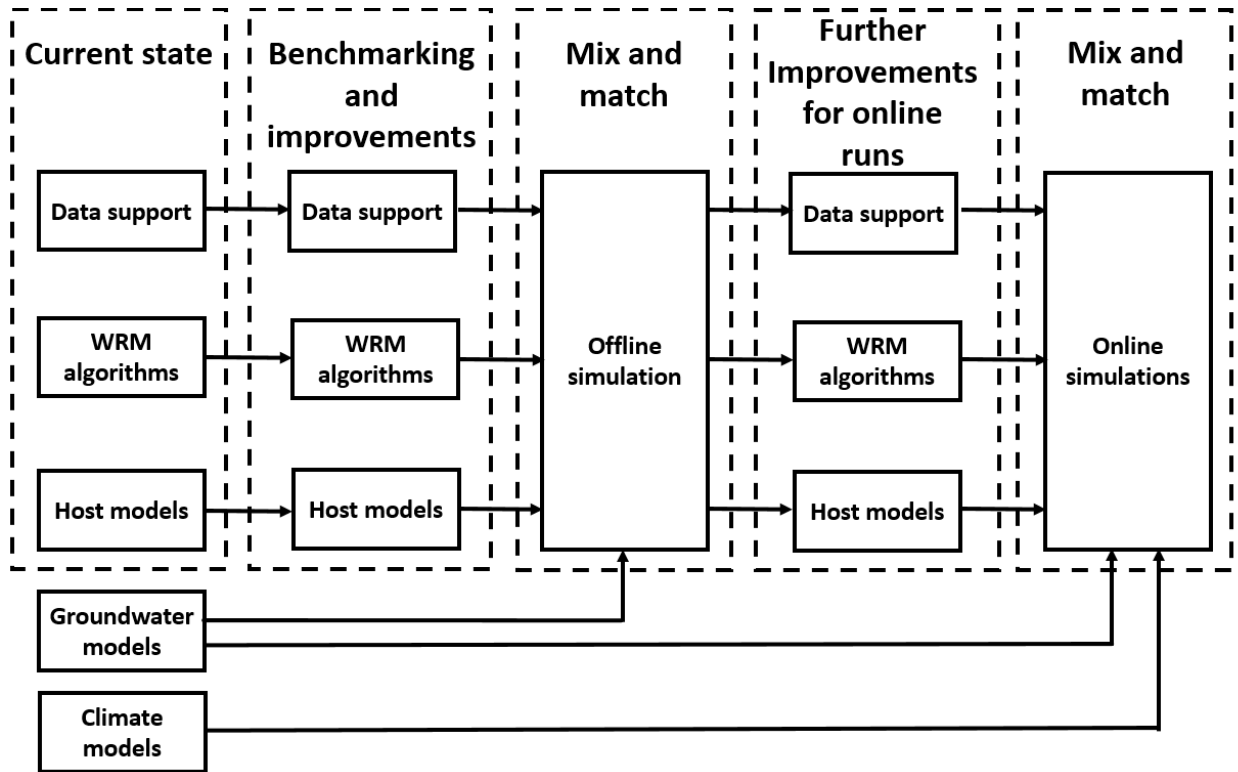 Current state
Benchmarking
and
improvements
Mix and
match
Further
Improvements
for online
runs
Mix and
match
Data support
Data support
Data support
WRM
algorithms
WRM
algorithms
Offline
simulation
WRM
algorithms
Online
simulations
Host models
Host models
Host models
Groundwater
models
Climate
models